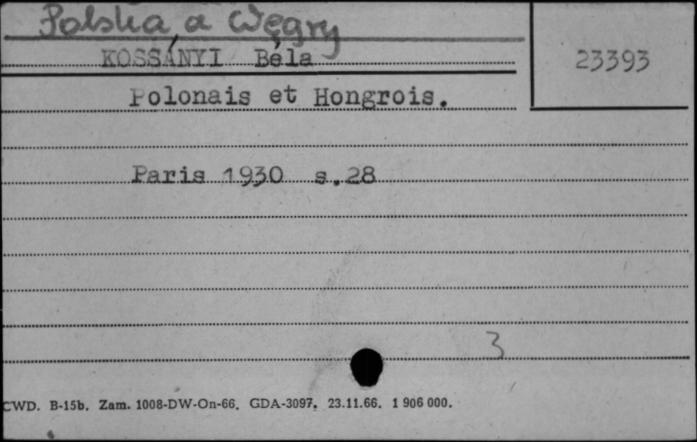 Polska a Węgry
KOSSÁNYI Béla
23393
Polonais et Hongrois.
Paris 1930 s.28
3
CWD. B-15b. Zam. 1008-DW-On-66. GDA-3097. 23.11.66. 1 906 000.